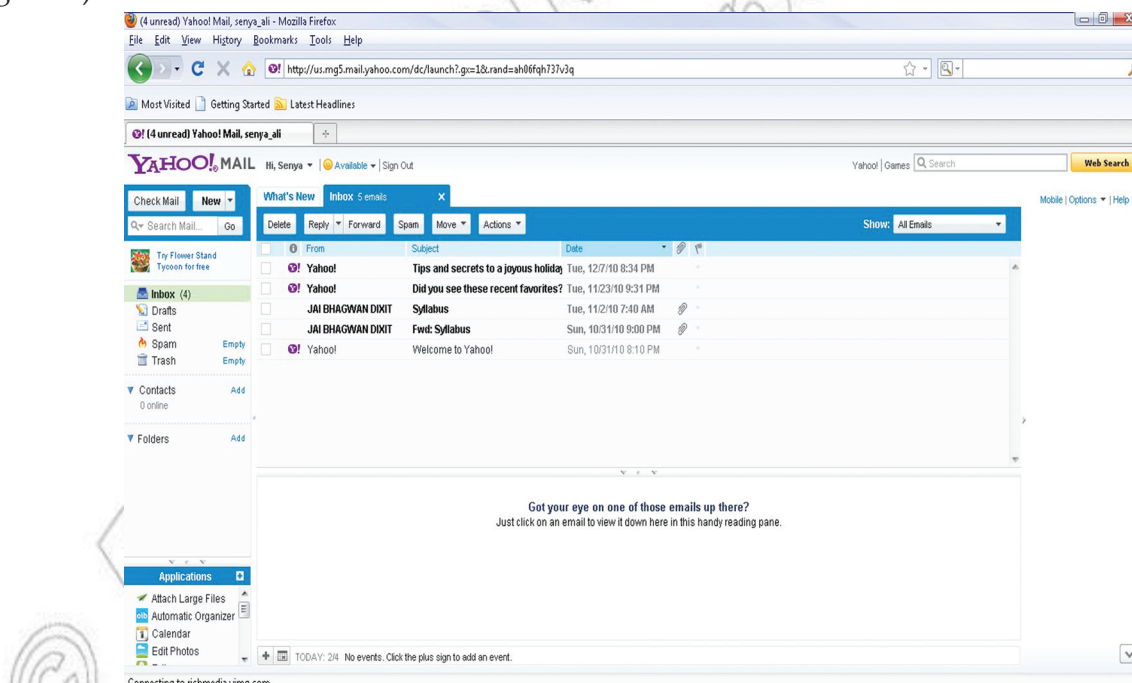 (4 unread) Yahoo! Mail, senya_ali - Mozilla Firefox
File Edit View History Bookmarks Tools Help
http://us.mg5.mail.yahoo.com/dc/launch?.gx=1&.rand=ah06fqh737v3q
Most Visited Getting Started Latest Headlines
(4 unread) Yahoo! Mail, senya_ali
YAHOO! MAIL Hi, Senya Available Sign Out Yahoo! Games Search Web Search
Check Mail New What's New Inbox 5 emails X Mobile | Options Help
Search Mail... Go Delete Reply Forward Spam Move Actions Show: All Emails
From Subject Date
Try Flower Stand
Tycoon for free
Yahoo! Tips and secrets to a joyous holiday Tue, 12/7/10 8:34 PM
Yahoo! Did you see these recent favorites? Tue, 11/23/10 9:31 PM
JAI BHAGWAN DIXIT Syllabus Tue, 11/2/10 7:40 AM
JAI BHAGWAN DIXIT Fwd: Syllabus Sun, 10/31/10 9:00 PM
Yahoo! Welcome to Yahoo! Sun, 10/31/10 8:10 PM
Inbox (4)
Drafts
Sent
Spam Empty
Trash Empty
Contacts Add
0 online
Folders Add
Got your eye on one of those emails up there?
Just click on an email to view it down here in this handy reading pane.
Applications
Attach Large Files
Automatic Organizer
Calendar
Edit Photos
TODAY: 2/4 No events. Click the plus sign to add an event.